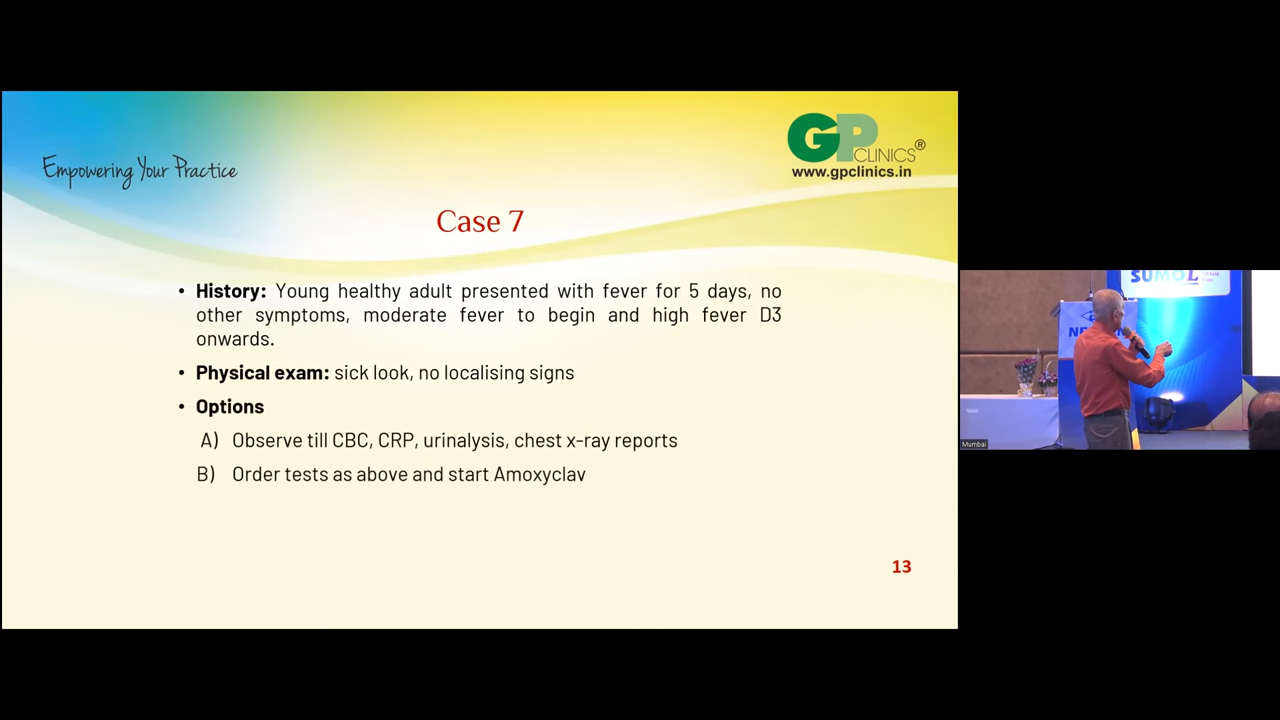 Empowering Your Practice
GP
CLINICS®
www.gpclinics.in
Case 7
• History: Young healthy adult presented with fever for 5 days, no
other symptoms, moderate fever to begin and high fever D3
onwards.
• Physical exam: sick look, no localising signs
• Options
A) Observe till CBC, CRP, urinalysis, chest x-ray reports
B) Order tests as above and start Amoxyclav
13
SUMOL
Mumbai